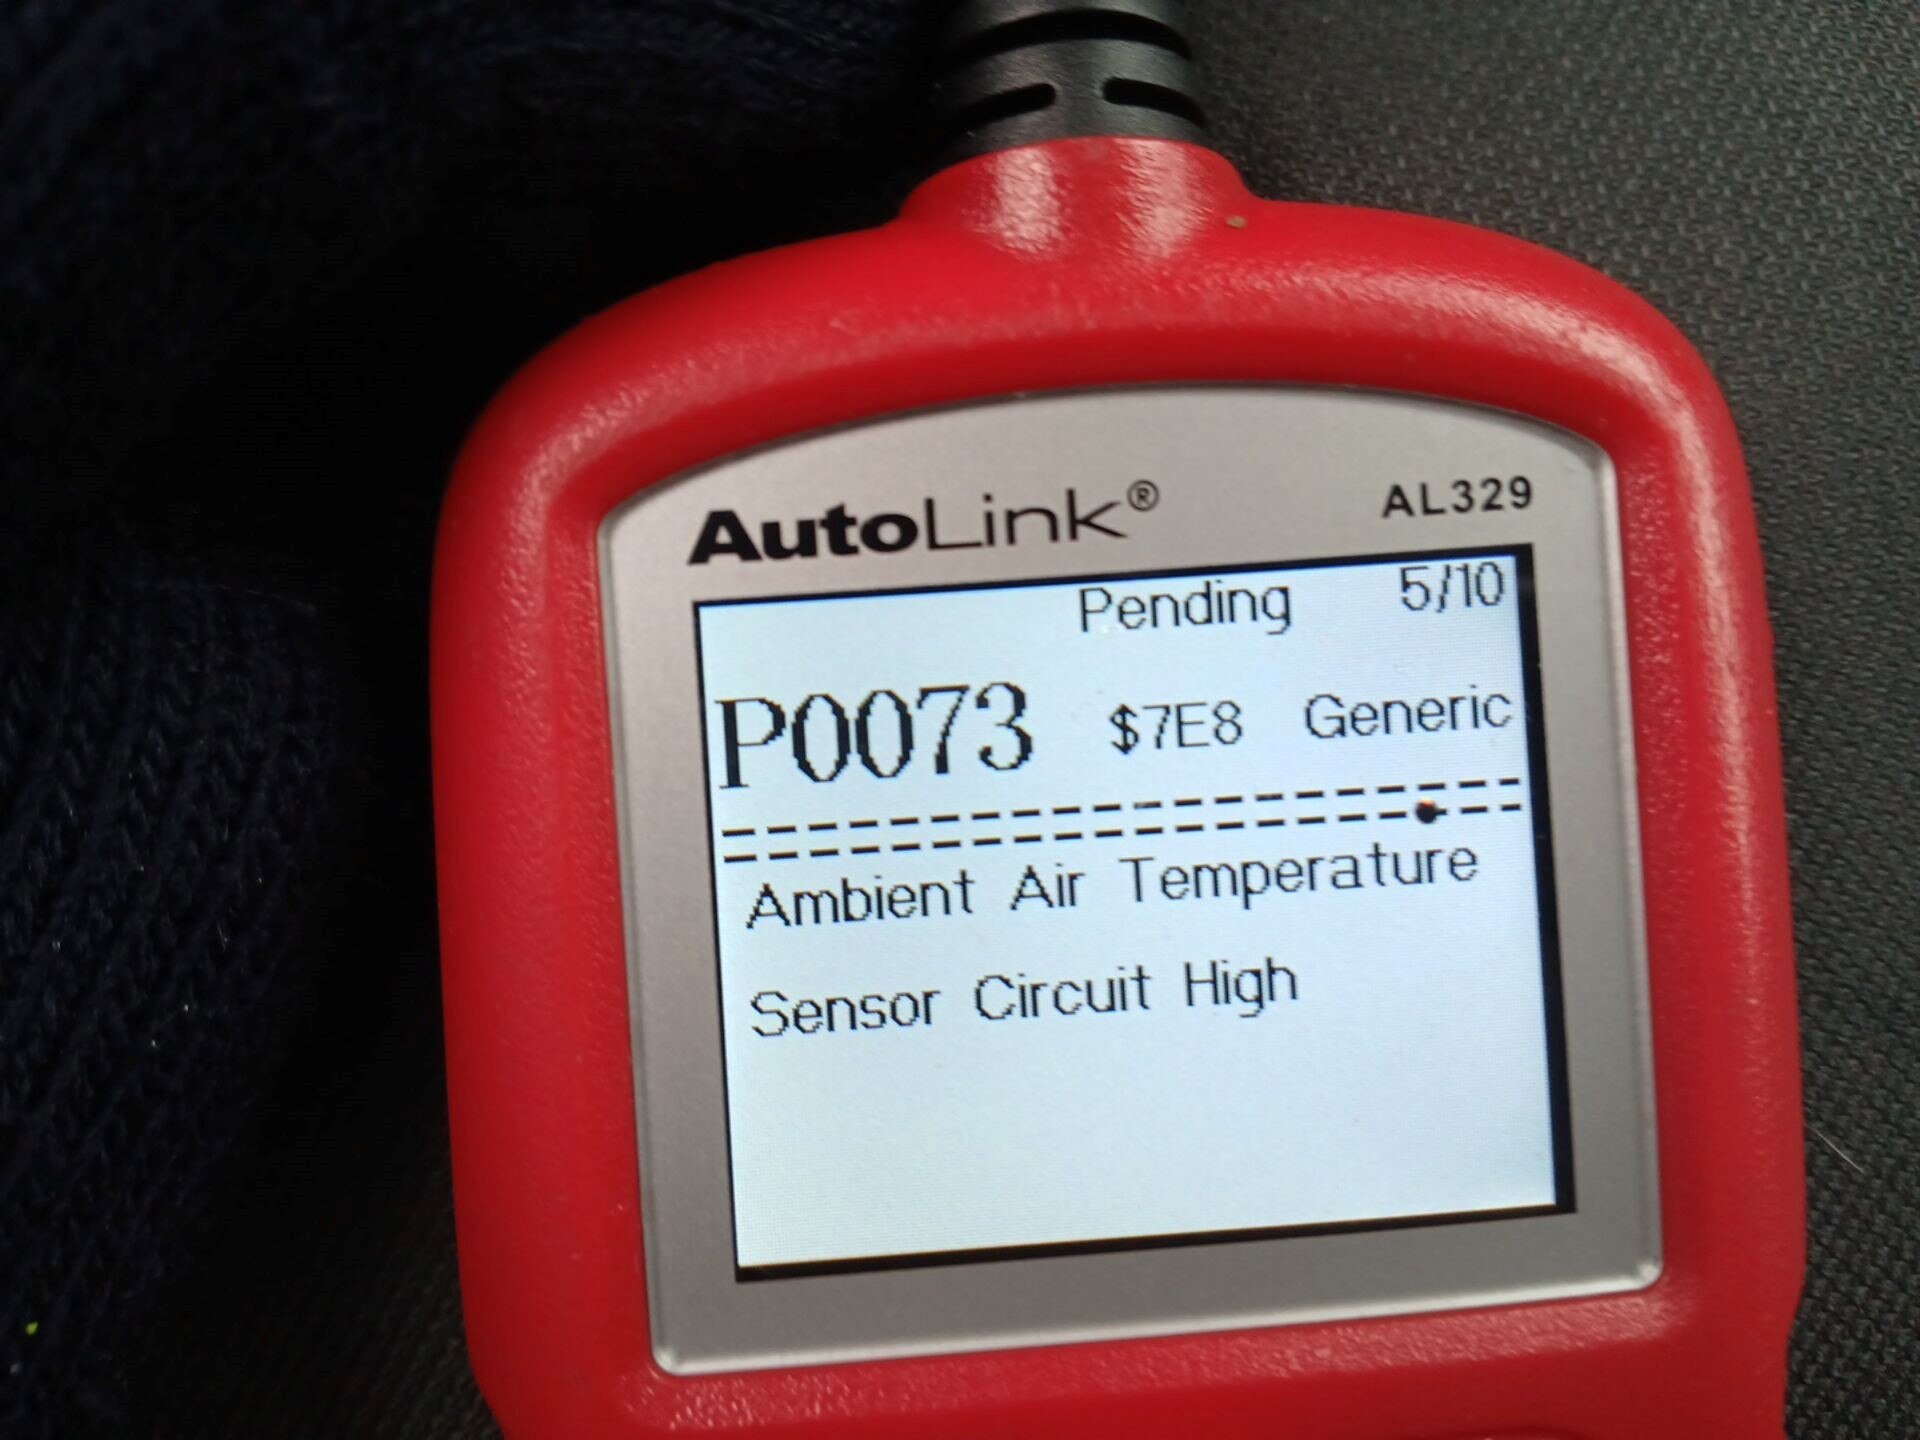 AutoLink® AL329
Pending 5/10
P0073 $7E8 Generic
Ambient Air Temperature
Sensor Circuit High